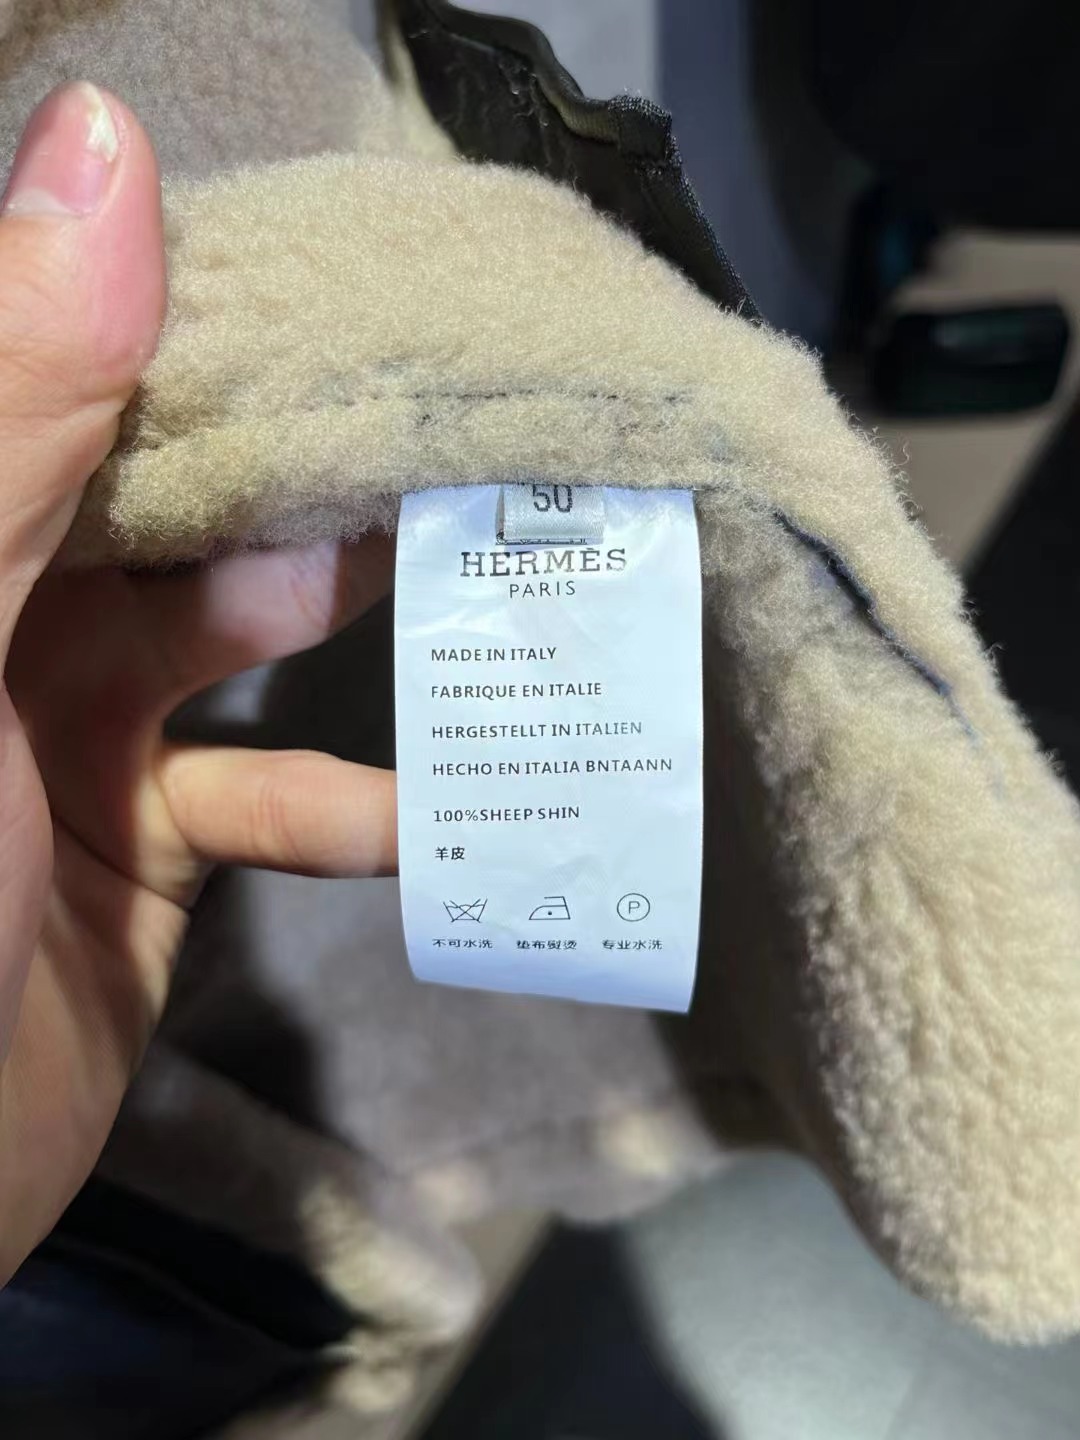 50
HERMÈS
PARIS
MADE IN ITALY
FABRIQUE EN ITALIE
HERGESTELLT IN ITALIEN
HECHO EN ITALIA BNTAANN
100%SHEEP SHIN
羊皮
P
不可水洗 垫布熨烫 专业水洗